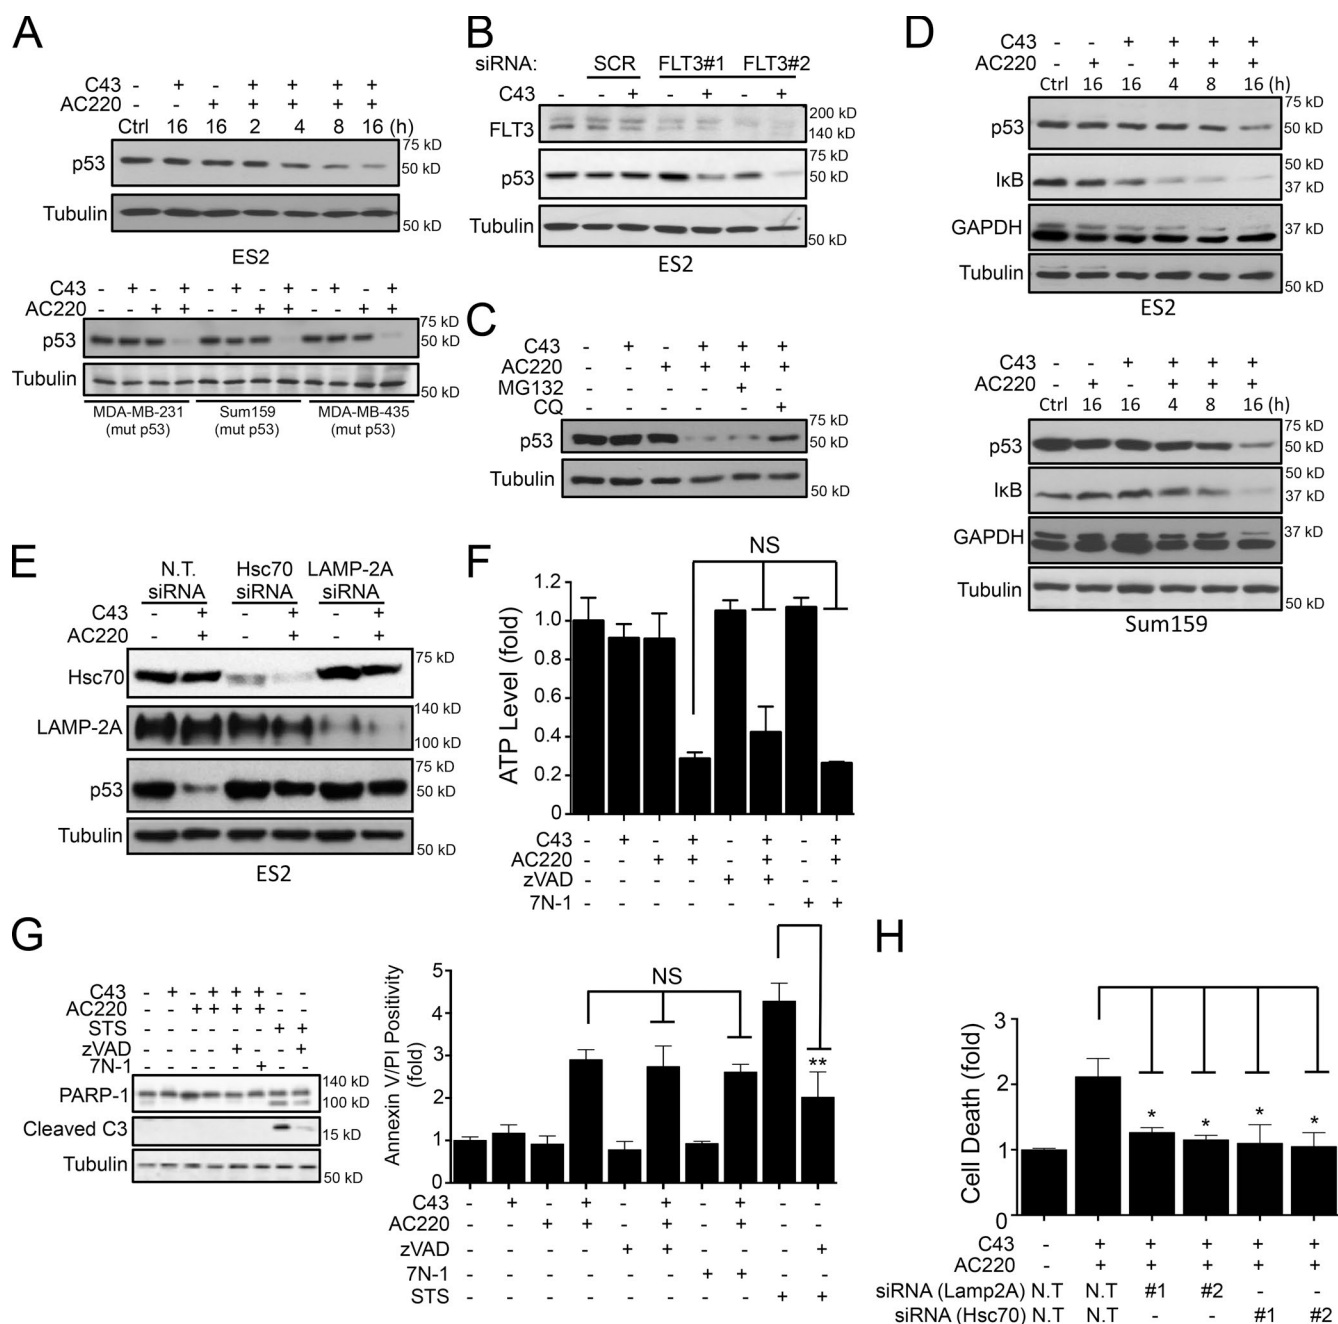 A
C43 - + - + + + +
AC220 - - + + + + +
Ctrl 16 16 2 4 8 16 (h)
75 kD
p53
50 kD
Tubulin
50 kD
ES2
C43 - + - + - + - + - + - +
AC220 - - + + - - + + - - + +
75 kD
p53
50 kD
Tubulin
50 kD
MDA-MB-231 Sum159 MDA-MB-435
(mut p53) (mut p53) (mut p53)
B
siRNA: SCR FLT3#1 FLT3#2
C43 - - + - + - +
200 kD
FLT3
140 kD
75 kD
p53
50 kD
Tubulin
50 kD
ES2
C
C43 - + - + + +
AC220 - - + + + +
MG132 - - - - + -
CQ - - - - - +
75 kD
p53
50 kD
Tubulin
50 kD
D
C43 - - + + + +
AC220 - + - + + +
Ctrl 16 16 4 8 16 (h)
75 kD
p53
50 kD
50 kD
IκB
37 kD
GAPDH
37 kD
Tubulin
50 kD
ES2
C43 - - + + + +
AC220 - + - + + +
Ctrl 16 16 4 8 16 (h)
75 kD
p53
50 kD
50 kD
IκB
37 kD
GAPDH
37 kD
Tubulin
50 kD
Sum159
E
N.T. Hsc70 LAMP-2A
siRNA siRNA siRNA
C43 - + - + - +
AC220 - + - + - +
75 kD
Hsc70
140 kD
LAMP-2A
100 kD
75 kD
p53
50 kD
Tubulin
50 kD
ES2
F
NS
ATP Level (fold)
1.2
1.0
0.8
0.6
0.4
0.2
0
C43 - + - + - + - +
AC220 - - + + - + - +
zVAD - - - - + + - -
7N-1 - - - - - - + +
G
C43 - + - + + + - -
AC220 - - + + + + - -
STS - - - - - - + +
zVAD - - - - + - - +
7N-1 - - - - - + - -
140 kD
PARP-1
100 kD
Cleaved C3
15 kD
Tubulin
50 kD
Annexin V/PI Positivity
(fold)
5
4
3
2
1
0
NS
**
C43 - + - + - + - + - -
AC220 - - + + - + - + - -
zVAD - - - - + + - - - +
7N-1 - - - - - - + + - -
STS - - - - - - - - + +
H
Cell Death (fold)
3
2
1
0
* * * *
C43 - + + + + +
AC220 - + + + + +
siRNA (Lamp2A) N.T N.T #1 #2 - -
siRNA (Hsc70) N.T N.T - - #1 #2